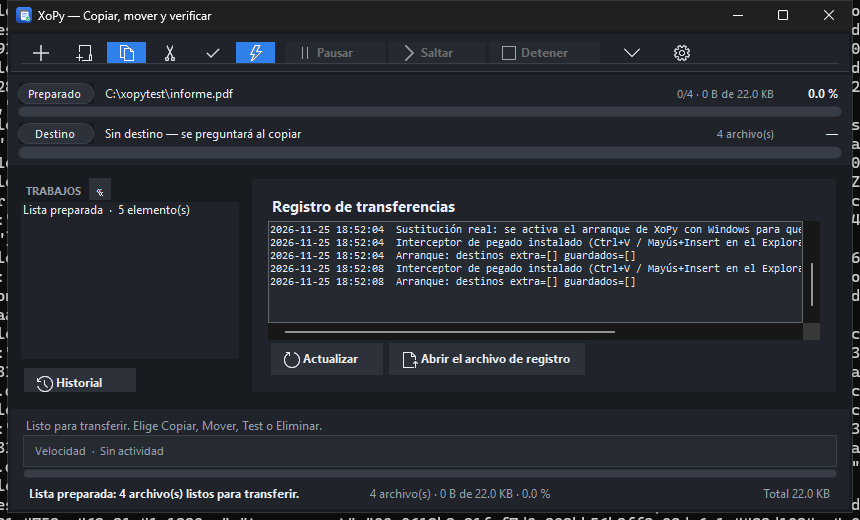 XoPy — Copiar, mover y verificar
Pausar
Saltar
Detener
Preparado C:\xopytest\informe.pdf 0/4 · 0 B de 22.0 KB 0.0 %
Destino Sin destino — se preguntará al copiar 4 archivo(s) —
TRABAJOS
Lista preparada · 5 elemento(s)
Historial
Registro de transferencias
2026-11-25 18:52:04 Sustitución real: se activa el arranque de XoPy con Windows para que
2026-11-25 18:52:04 Interceptor de pegado instalado (Ctrl+V / Mayús+Insert en el Explora
2026-11-25 18:52:04 Arranque: destinos extra=[] guardados=[]
2026-11-25 18:52:08 Interceptor de pegado instalado (Ctrl+V / Mayús+Insert en el Explora
2026-11-25 18:52:08 Arranque: destinos extra=[] guardados=[]
Actualizar
Abrir el archivo de registro
Listo para transferir. Elige Copiar, Mover, Test o Eliminar.
Velocidad · Sin actividad
Lista preparada: 4 archivo(s) listos para transferir. 4 archivo(s) · 0 B de 22.0 KB · 0.0 % Total 22.0 KB